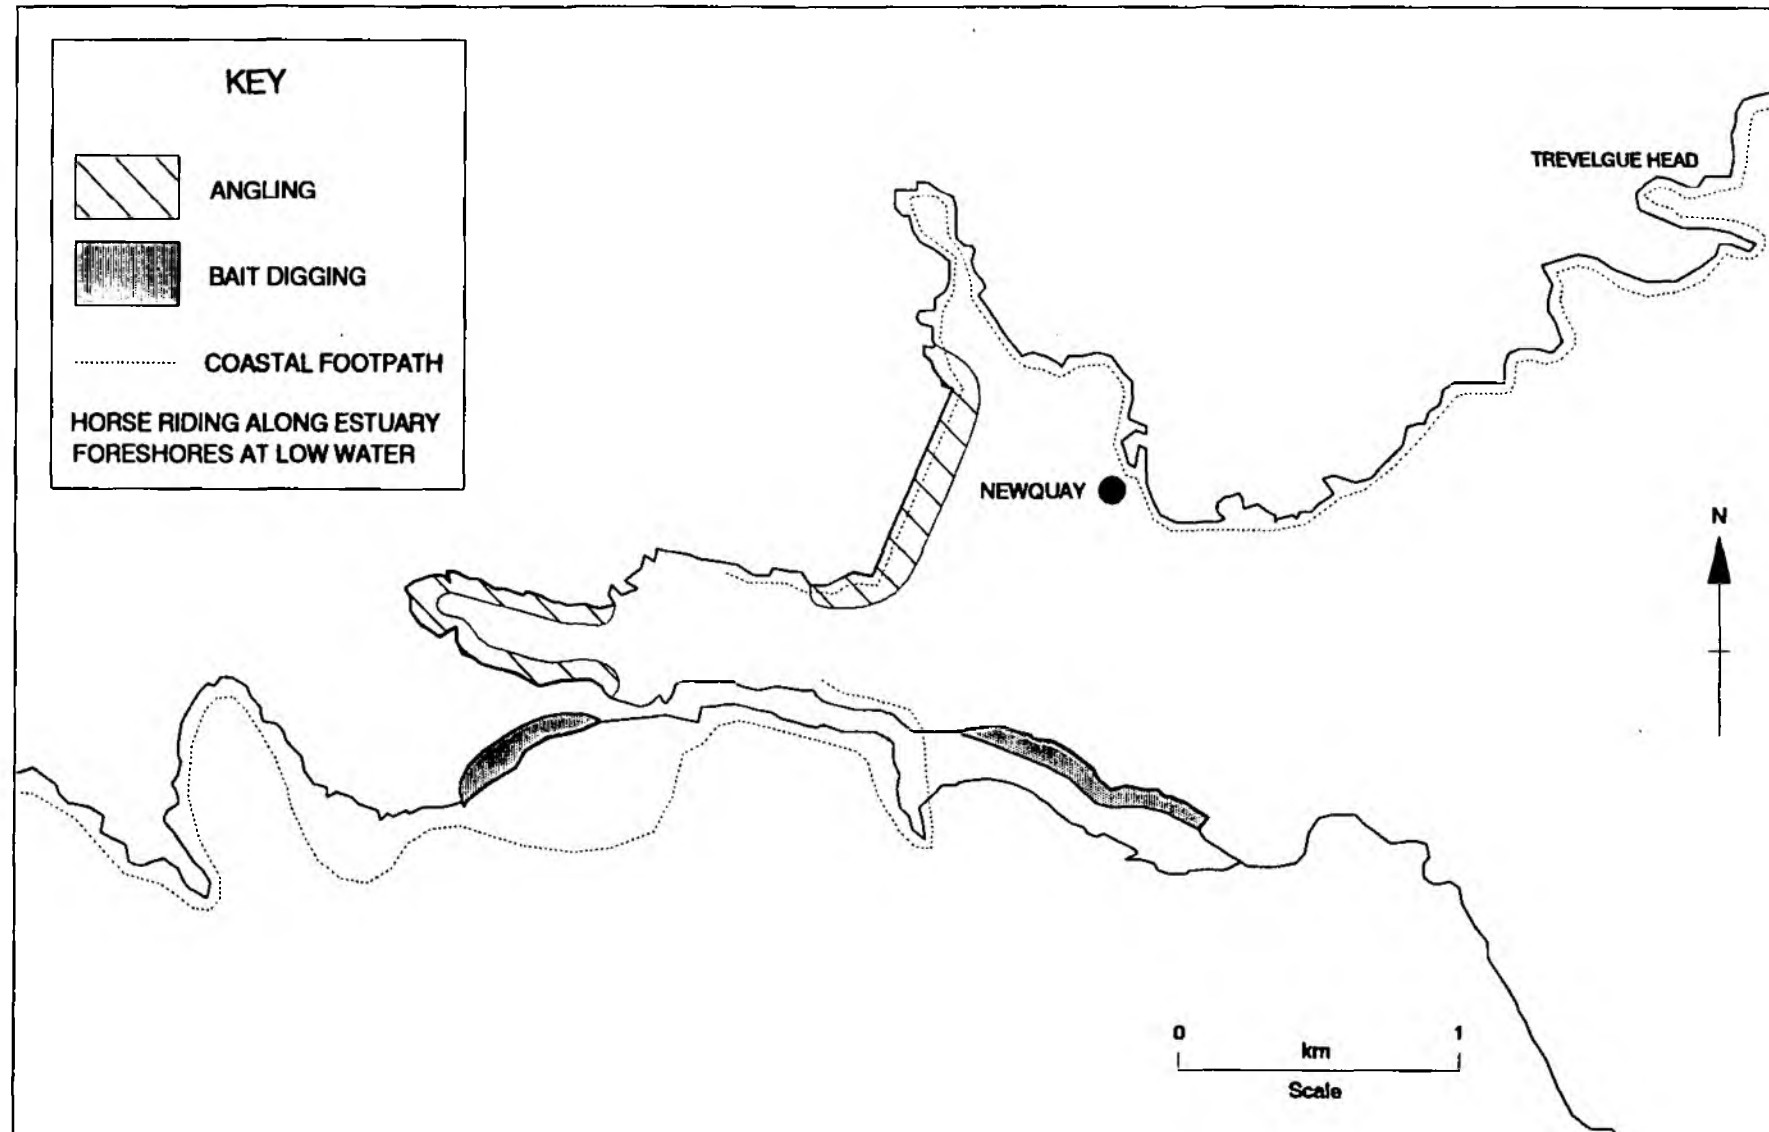 KEY
ANGLING
BAIT DIGGING
COASTAL FOOTPATH
HORSE RIDING ALONG ESTUARY
FORESHORES AT LOW WATER
TREVELGUE HEAD
NEWQUAY
N
0 1
km
Scale